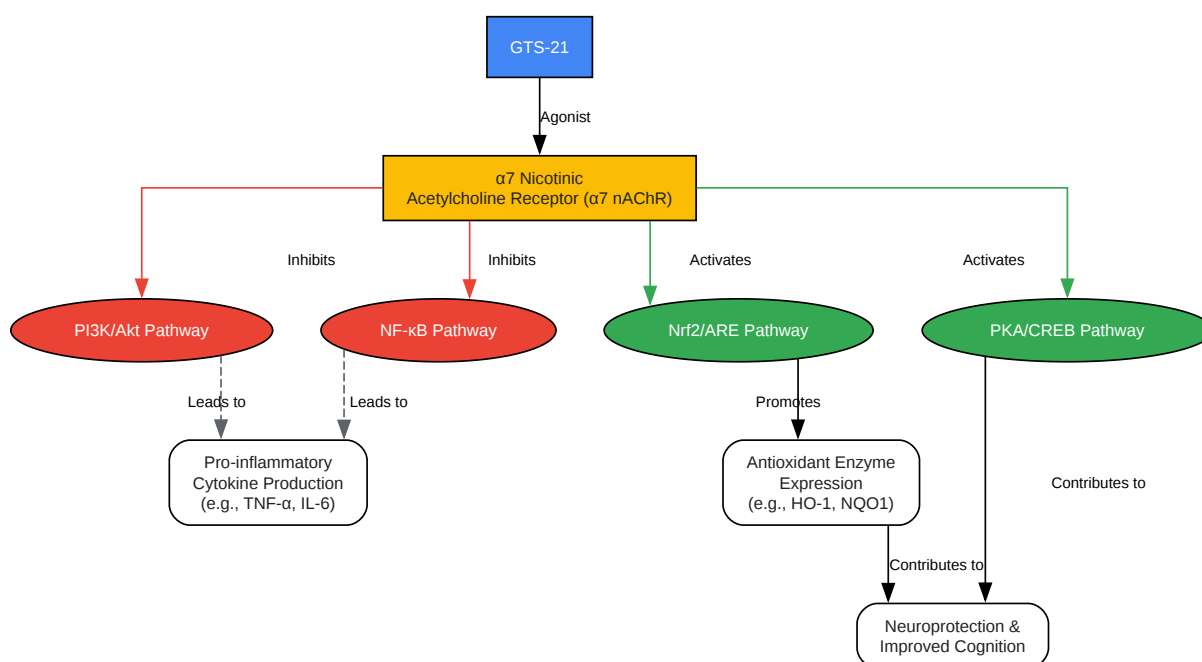 GTS-21
Agonist
α7 Nicotinic
Acetylcholine Receptor (α7 nAChR)
Inhibits
Inhibits
Activates
Activates
PI3K/Akt Pathway
NF-κB Pathway
Nrf2/ARE Pathway
PKA/CREB Pathway
Leads to
Leads to
Promotes
Pro-inflammatory
Cytokine Production
(e.g., TNF-α, IL-6)
Antioxidant Enzyme
Expression
(e.g., HO-1, NQO1)
Contributes to
Contributes to
Neuroprotection &
Improved Cognition